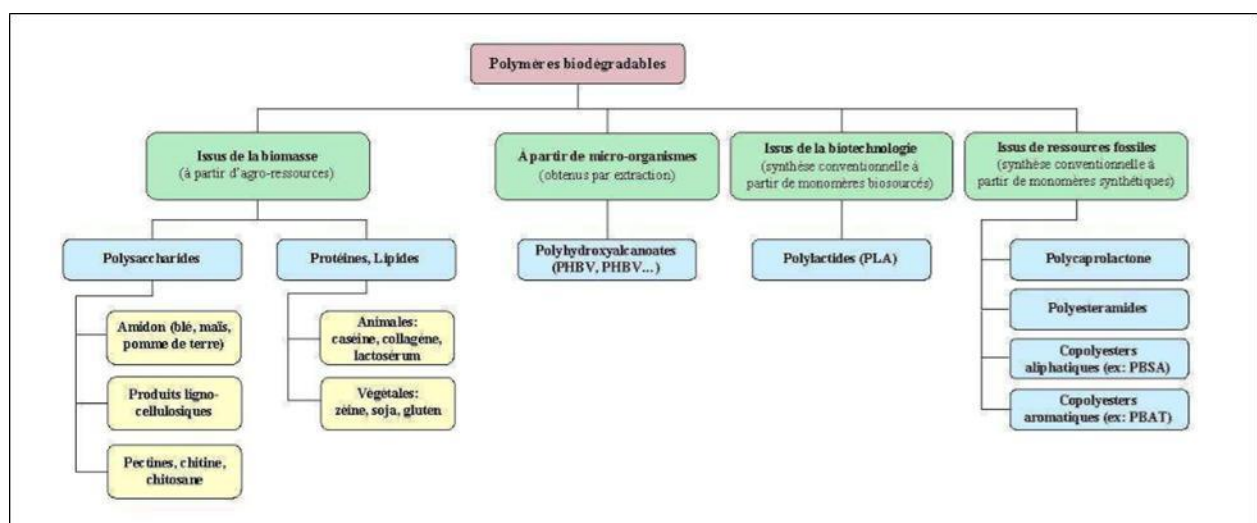 Polymères biodégradables
Issus de la biomasse
(à partir d'agro-ressources)
À partir de micro-organismes
(obtenus par extraction)
Issus de la biotechnologie
(synthèse conventionnelle à
partir de monomères biosourcés)
Issus de ressources fossiles
(synthèse conventionnelle à
partir de monomères synthétiques)
Polysaccharides
Protéines, Lipides
Polyhydroxyalcanoates
(PHBV, PHBV...)
Polylactides (PLA)
Polycaprolactone
Amidon (blé, maïs,
pomme de terre)
Animales:
caséine, collagène,
lactosérum
Polyesteramides
Produits ligno-
cellulosiques
Végétales:
zéine, soja, gluten
Copolyesters
aliphatiques (ex: PBSA)
Copolyesters
aromatiques (ex: PBAT)
Pectines, chitine,
chitosane